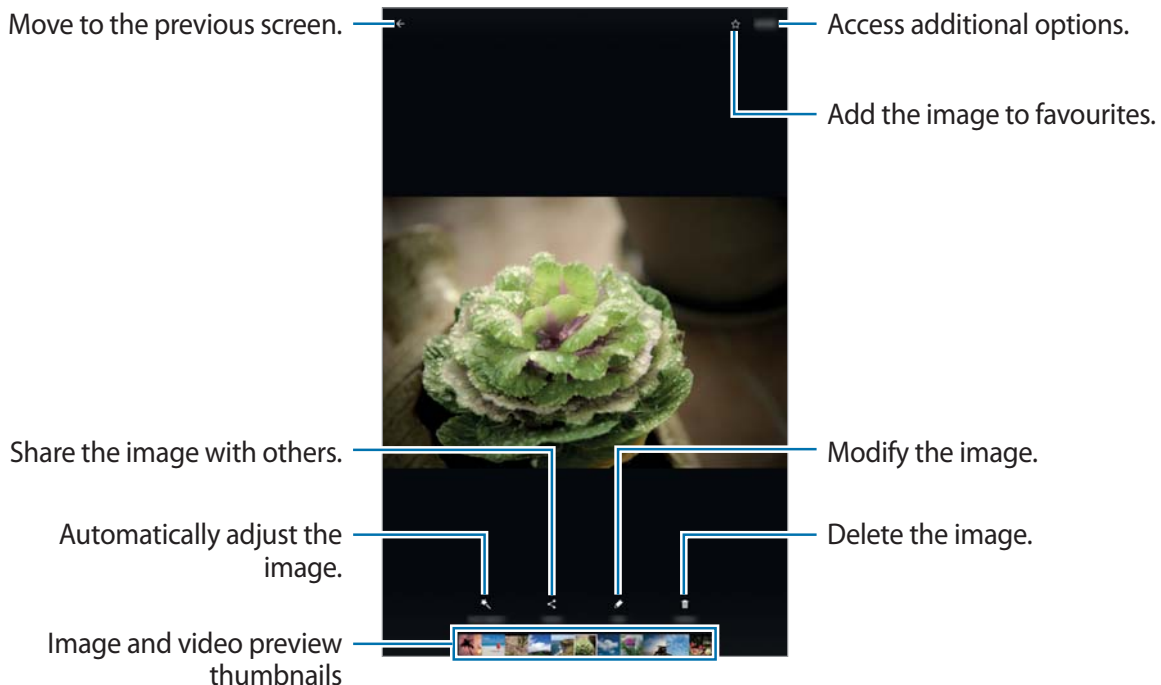 Move to the previous screen.
Access additional options.
Add the image to favourites.
Share the image with others.
Modify the image.
Automatically adjust the
image.
Delete the image.
Image and video preview
thumbnails